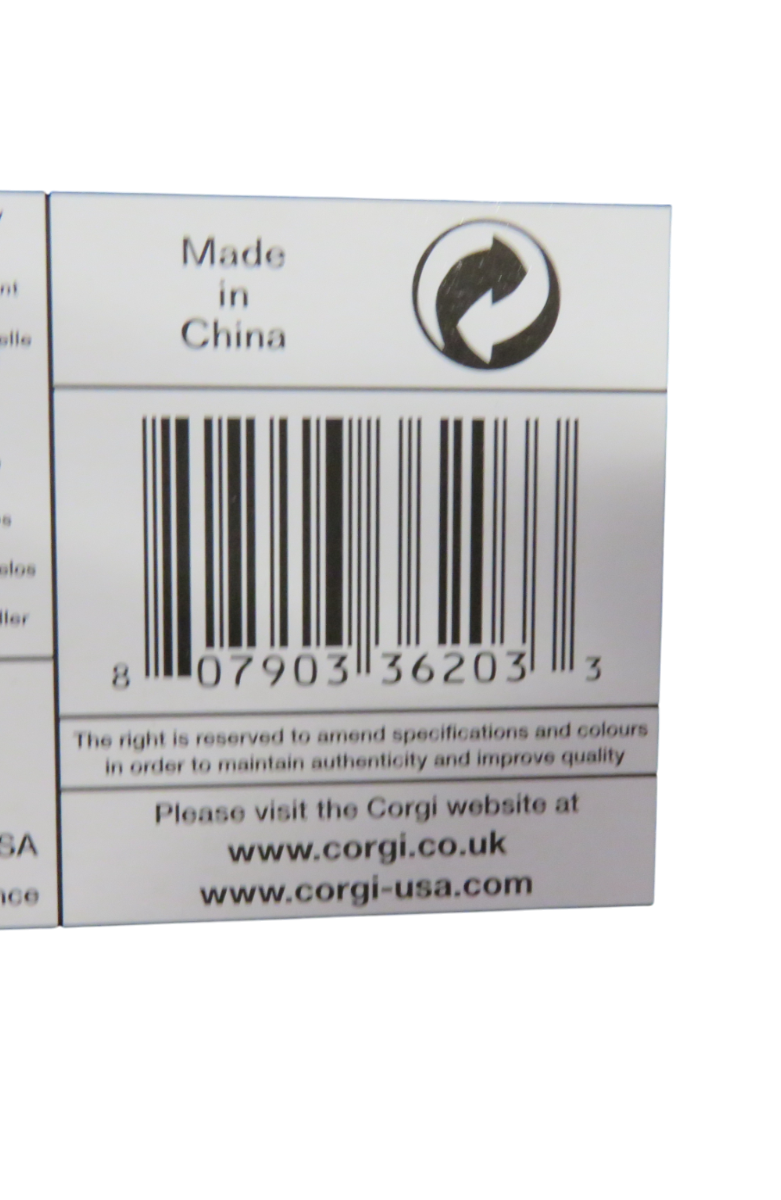 Made
in
China
8 07903 36203 3
The right is reserved to amend specifications and colours
in order to maintain authenticity and improve quality
Please visit the Corgi website at
www.corgi.co.uk
www.corgi-usa.com